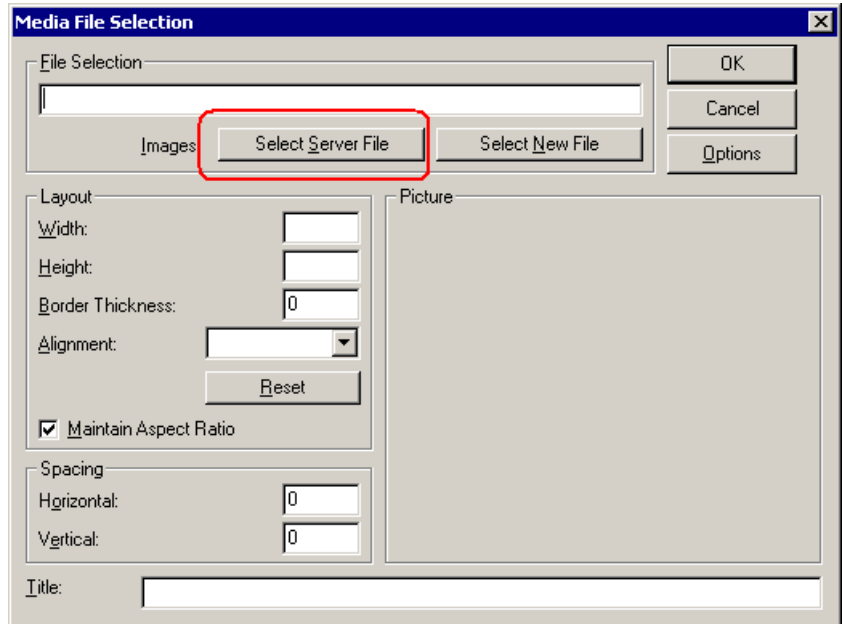 Media File Selection
File Selection
OK
Cancel
Images Select Server File Select New File
Options
Layout
Picture
Width:
Height:
Border Thickness: 0
Alignment:
Reset
Maintain Aspect Ratio
Spacing
Horizontal: 0
Vertical: 0
Title: